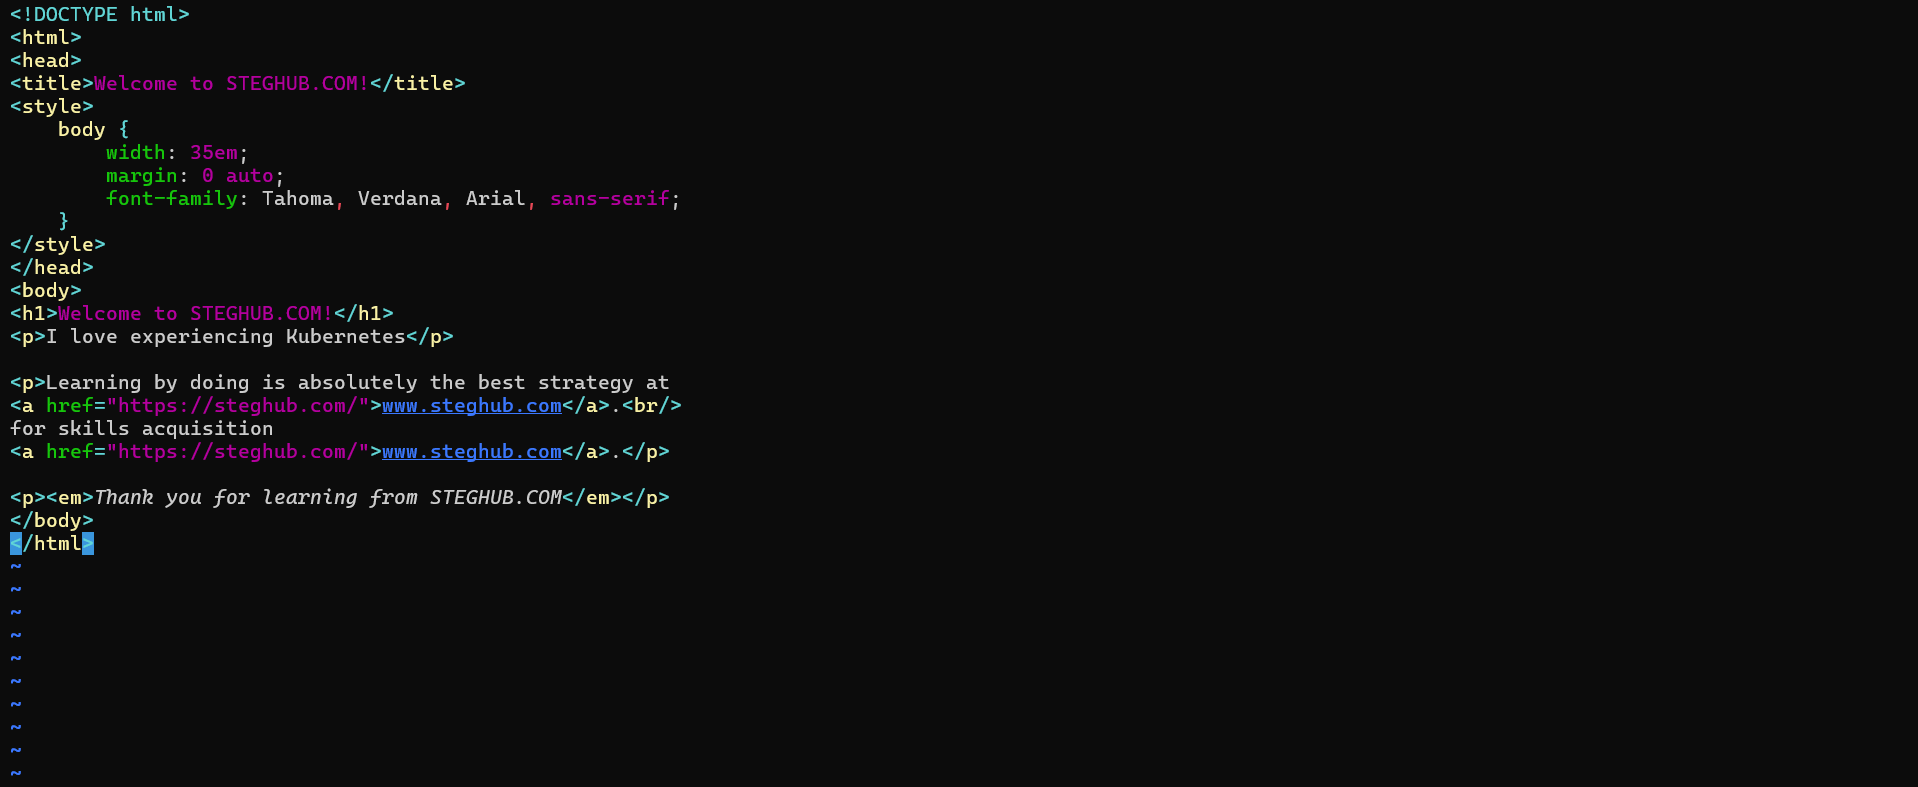 <!DOCTYPE html>
<html>
<head>
<title>Welcome to STEGHUB.COM!</title>
<style>
    body {
        width: 35em;
        margin: 0 auto;
        font-family: Tahoma, Verdana, Arial, sans-serif;
    }
</style>
</head>
<body>
<h1>Welcome to STEGHUB.COM!</h1>
<p>I love experiencing Kubernetes</p>

<p>Learning by doing is absolutely the best strategy at
<a href="https://steghub.com/">www.steghub.com</a>.<br/>
for skills acquisition
<a href="https://steghub.com/">www.steghub.com</a>.</p>

<p><em>Thank you for learning from STEGHUB.COM</em></p>
</body>
</html>
~
~
~
~
~
~
~
~
~
~